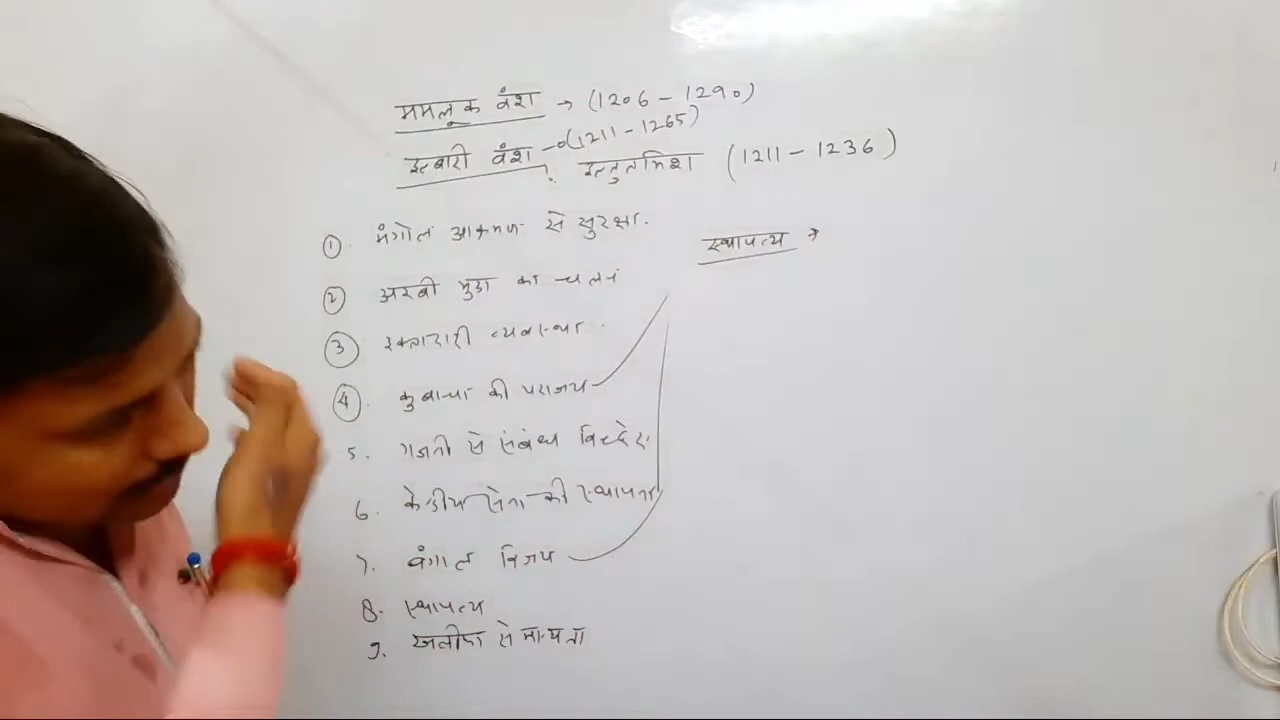 ममलूक वंश → (1206 - 1290)
इल्बारी वंश → (1211 - 1265)
इल्तुतमिश (1211 - 1236)
① मंगोल आक्रमण से सुरक्षा.
② अरबी मुद्रा का चलन
③ इक्तादारी व्यवस्था.
④. कुबाचा की पराजय
5. गजनी से संबंध विच्छेद.
6. केन्द्रीय सेना की स्थापना
7. बंगाल विजय
8. स्थापत्य
9. खलीफा से मान्यता
स्थापत्य →